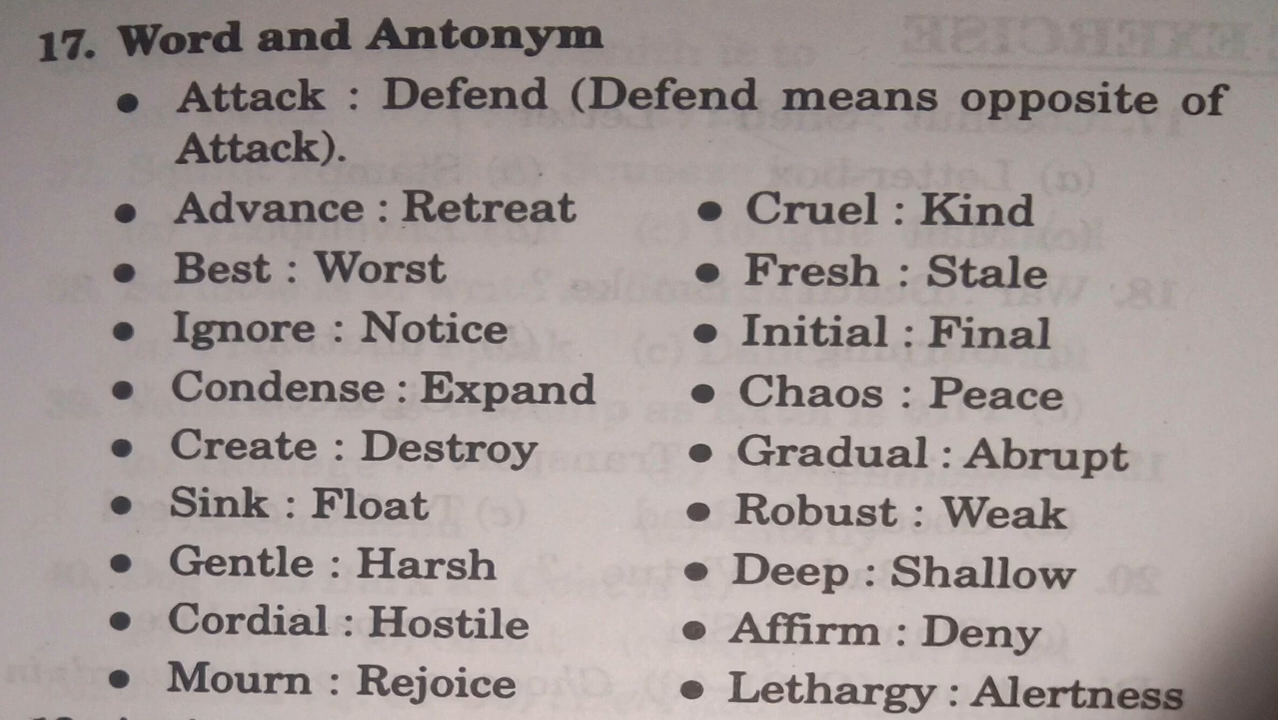 17. Word and Antonym
• Attack : Defend (Defend means opposite of
Attack).
• Advance : Retreat
• Best : Worst
• Ignore : Notice
• Condense : Expand
• Create : Destroy
• Sink : Float
• Gentle : Harsh
• Cordial : Hostile
• Mourn : Rejoice
• Cruel : Kind
• Fresh : Stale
• Initial : Final
• Chaos : Peace
• Gradual : Abrupt
• Robust : Weak
• Deep : Shallow
• Affirm : Deny
• Lethargy : Alertness